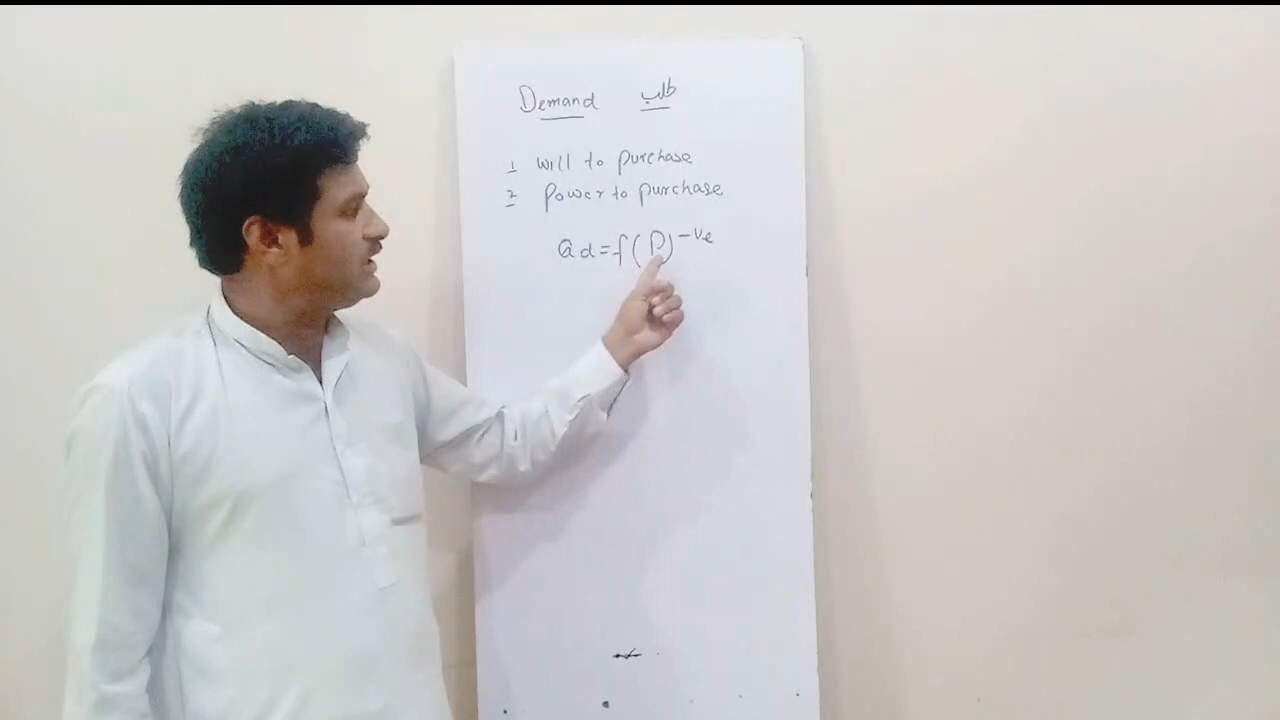 Demand طلب
1 will to purchase
2 power to purchase
Qd=f(P)-ve